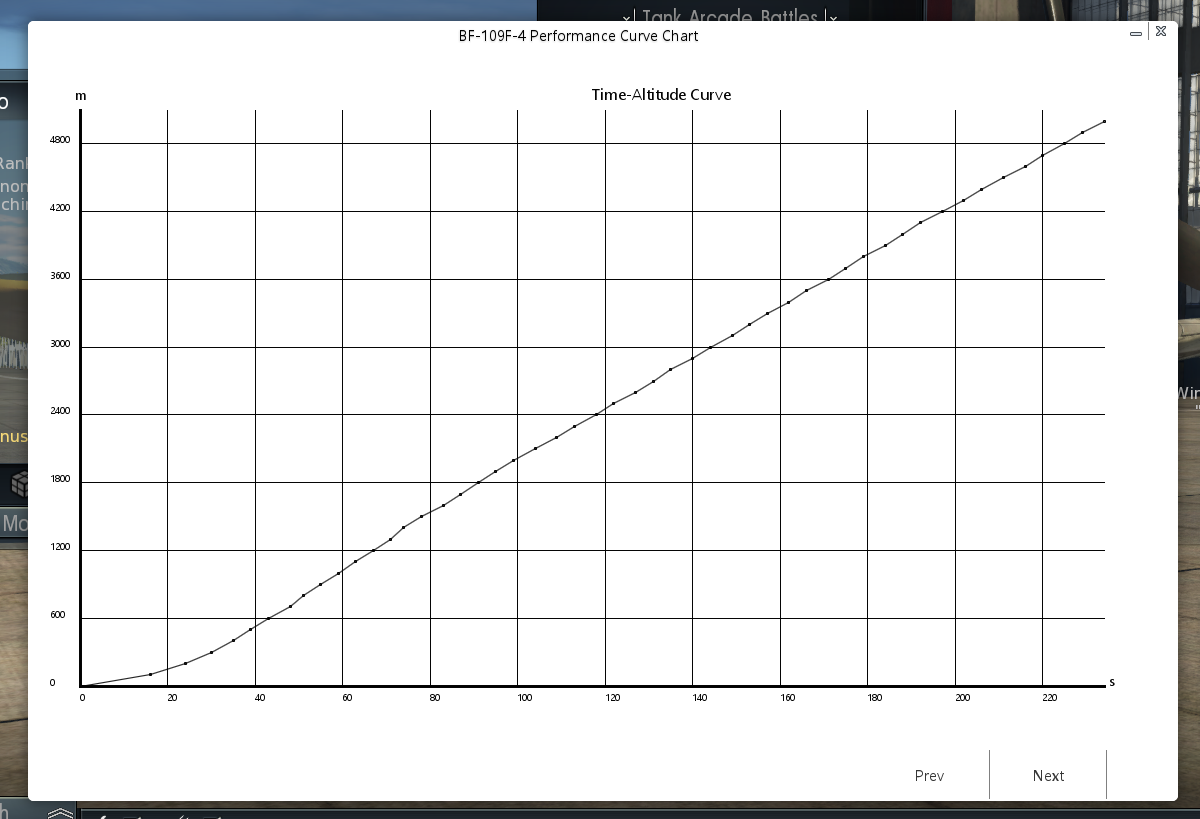 Tank Arcade Battles
BF-109F-4 Performance Curve Chart
m
Time-Altitude Curve
4800
4200
3600
3000
2400
1800
1200
600
0
0 20 40 60 80 100 120 140 160 180 200 220
s
Prev
Next